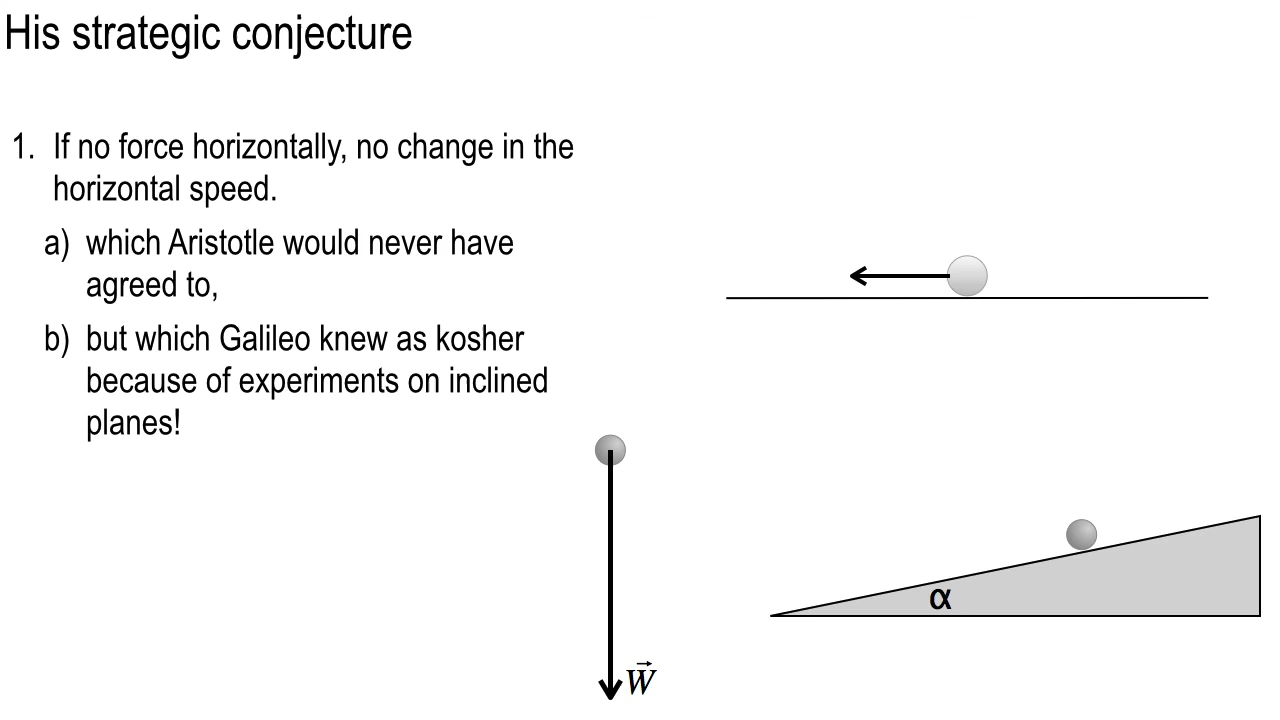 His strategic conjecture
1. If no force horizontally, no change in the
horizontal speed.
a) which Aristotle would never have
agreed to,
b) but which Galileo knew as kosher
because of experiments on inclined
planes!
α
W⃗